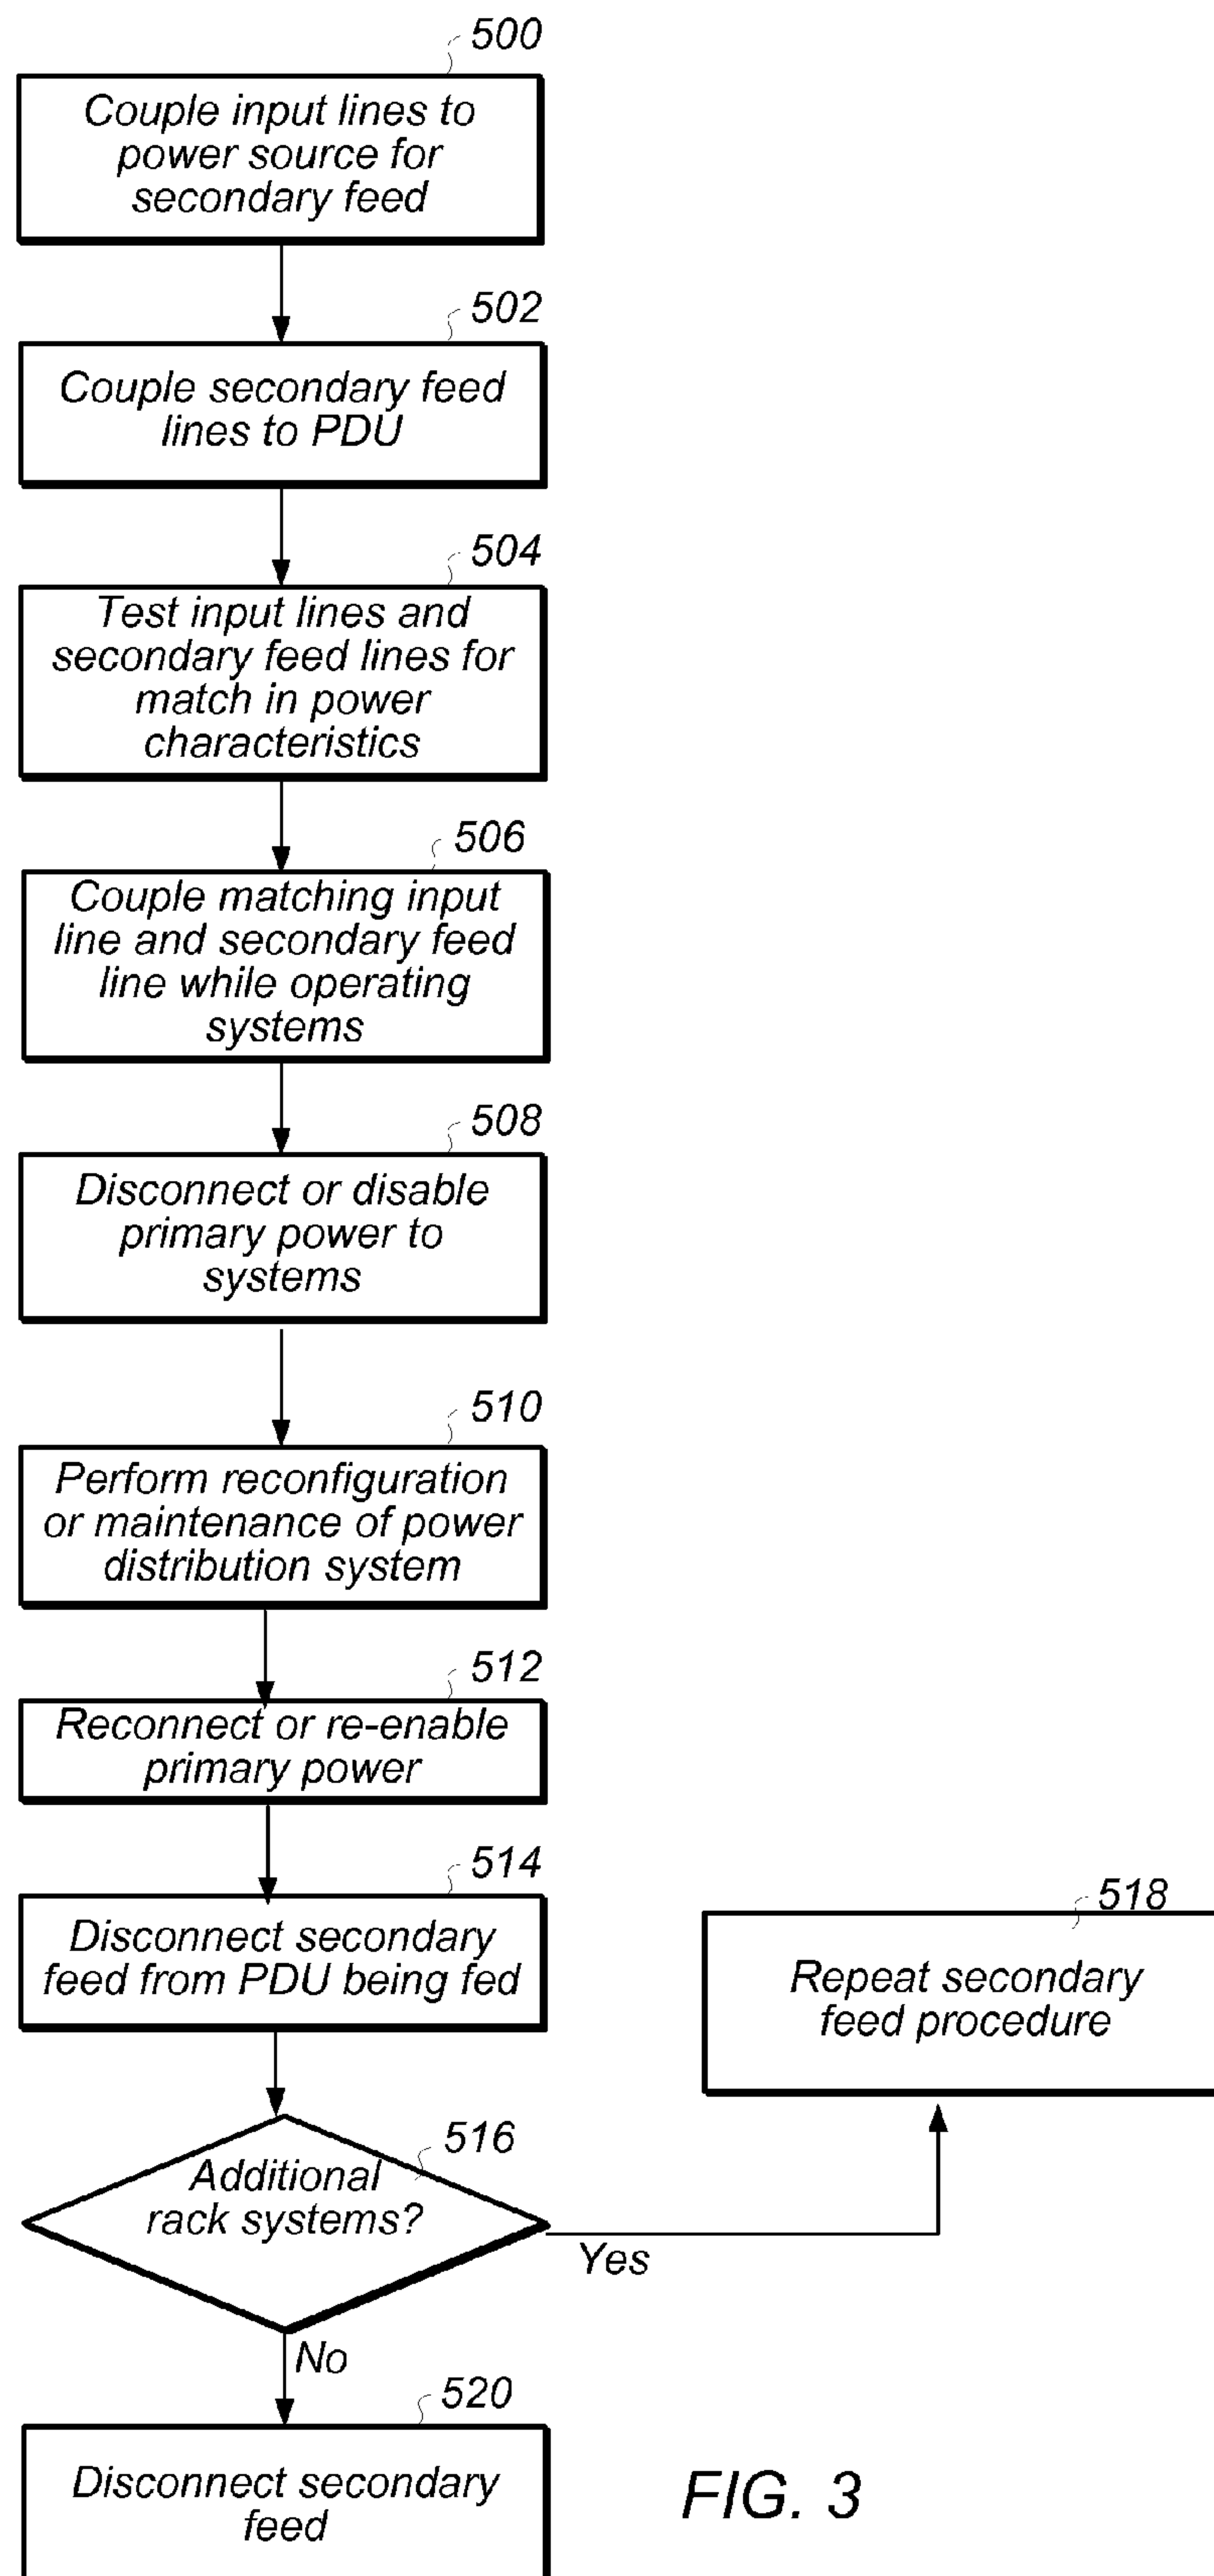 500
Couple input lines to
power source for
secondary feed
502
Couple secondary feed
lines to PDU
504
Test input lines and
secondary feed lines for
match in power
characteristics
506
Couple matching input
line and secondary feed
line while operating
systems
508
Disconnect or disable
primary power to
systems
510
Perform reconfiguration
or maintenance of power
distribution system
512
Reconnect or re-enable
primary power
514
Disconnect secondary
feed from PDU being fed
518
Repeat secondary
feed procedure
516
Additional
rack systems?
Yes
No
520
Disconnect secondary
feed
FIG. 3